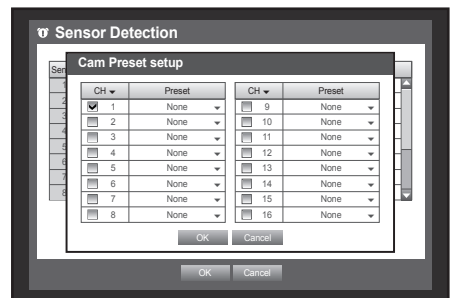 Sensor Detection
Sen
Cam Preset setup
CH Preset CH Preset
1 None 9 None
2 None 10 None
3 None 11 None
4 None 12 None
5 None 13 None
6 None 14 None
7 None 15 None
8 None 16 None
OK Cancel
OK Cancel